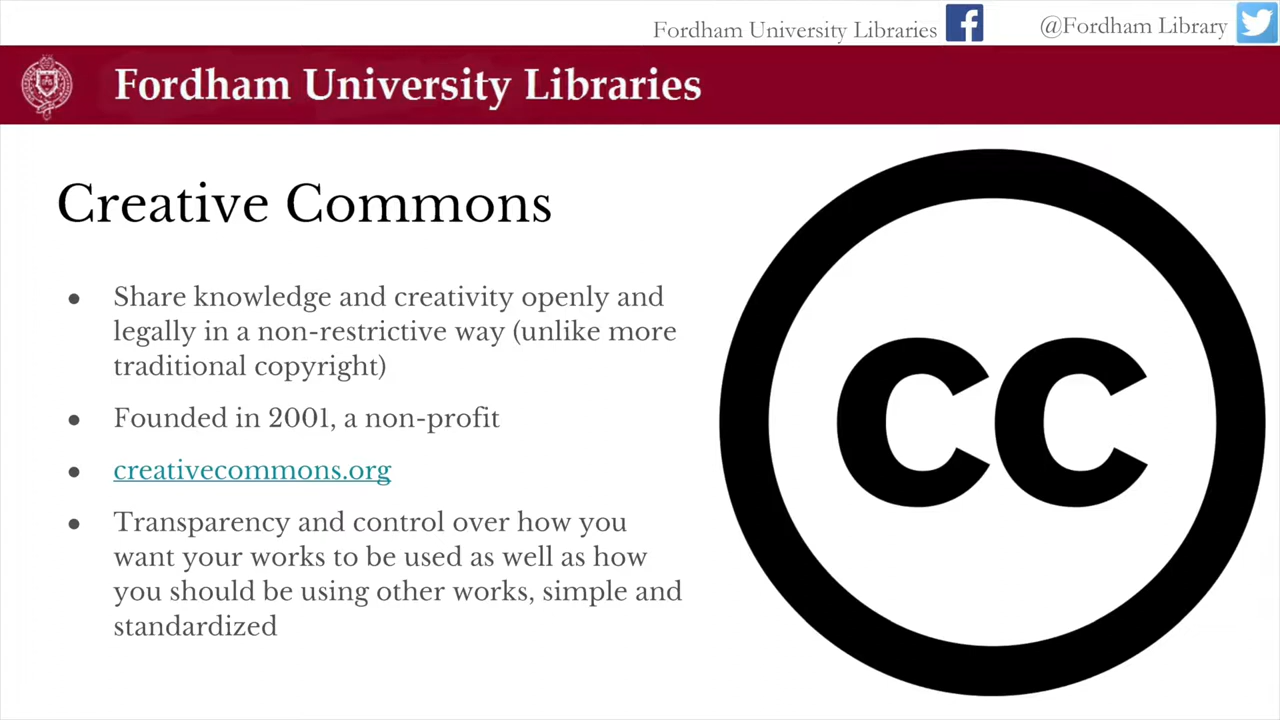 Fordham University Libraries
@Fordham Library
Fordham University Libraries
Creative Commons
● Share knowledge and creativity openly and
legally in a non-restrictive way (unlike more
traditional copyright)
● Founded in 2001, a non-profit
● creativecommons.org
● Transparency and control over how you
want your works to be used as well as how
you should be using other works, simple and
standardized
cc